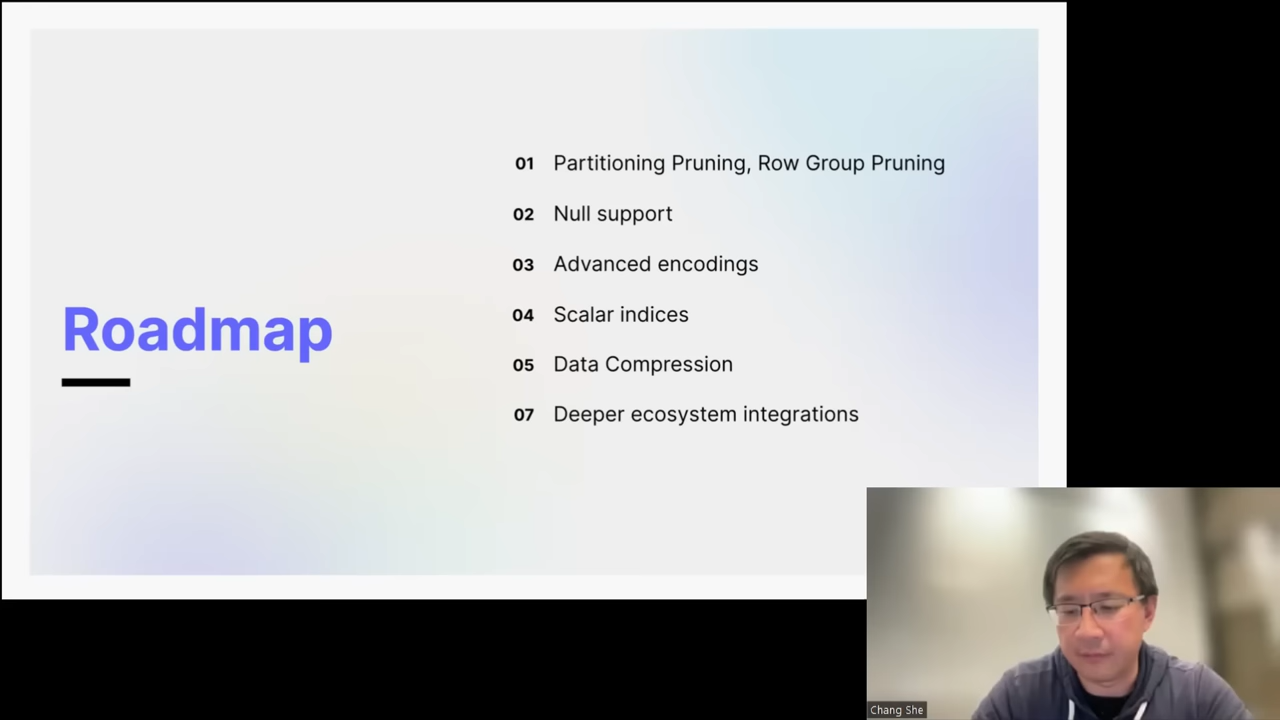 Roadmap
01 Partitioning Pruning, Row Group Pruning
02 Null support
03 Advanced encodings
04 Scalar indices
05 Data Compression
07 Deeper ecosystem integrations
Chang She